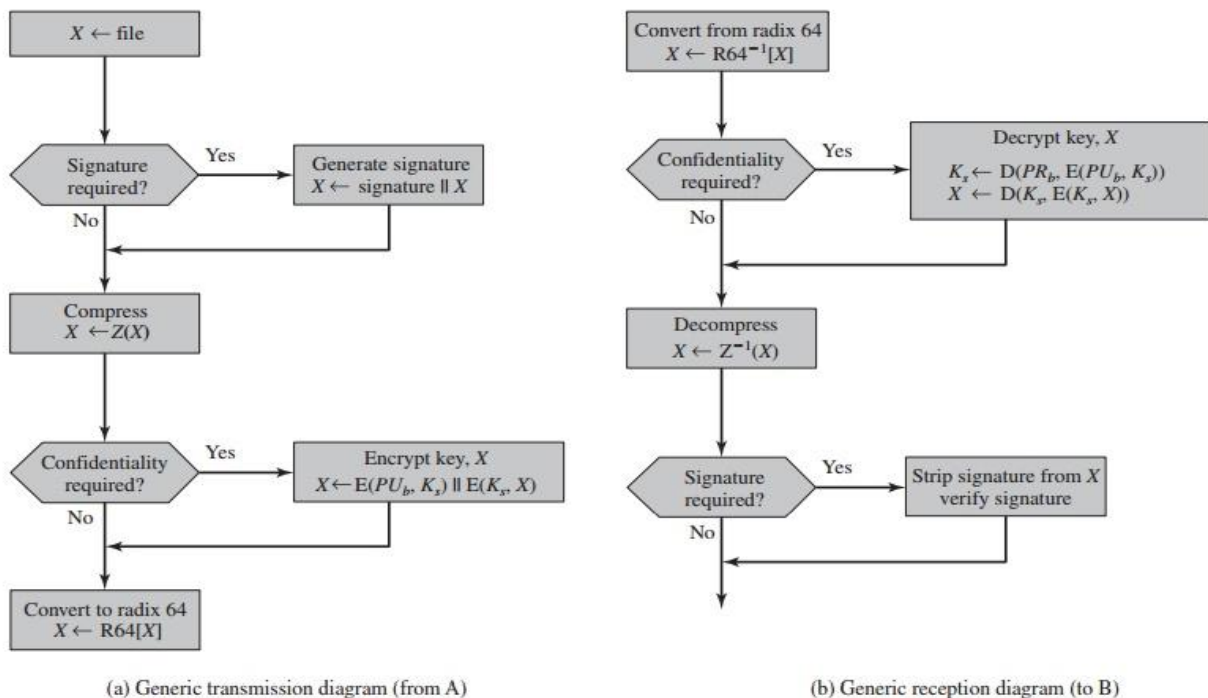 X ← file
Signature
required?
Yes
No
Generate signature
X ← signature || X
Compress
X ← Z(X)
Confidentiality
required?
Yes
No
Encrypt key, X
X ← E(PU_b, K_s) || E(K_s, X)
Convert to radix 64
X ← R64[X]
(a) Generic transmission diagram (from A)
Convert from radix 64
X ← R64⁻¹[X]
Confidentiality
required?
Yes
No
Decrypt key, X
K_s ← D(PR_b, E(PU_b, K_s))
X ← D(K_s, E(K_s, X))
Decompress
X ← Z⁻¹(X)
Signature
required?
Yes
No
Strip signature from X
verify signature
(b) Generic reception diagram (to B)